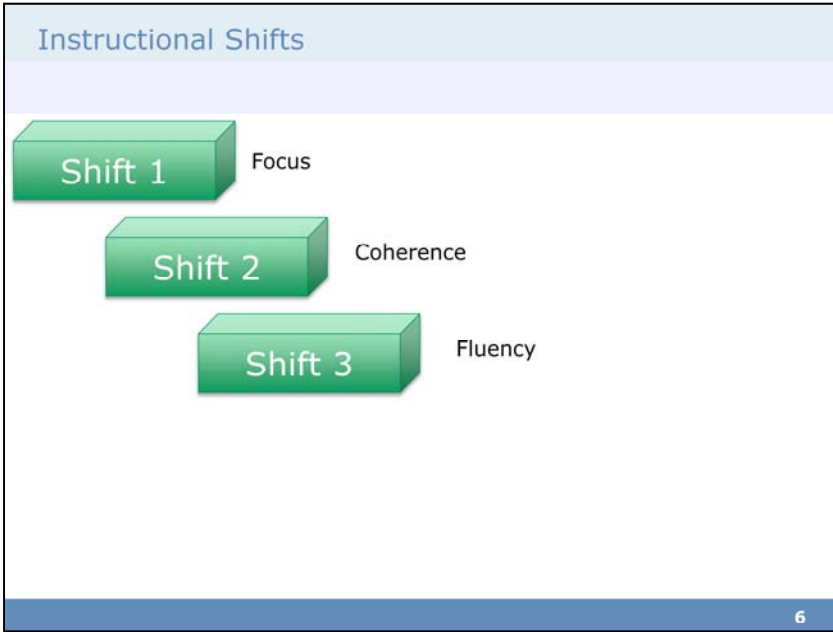 Instructional Shifts
Shift 1
Focus
Shift 2
Coherence
Shift 3
Fluency
6